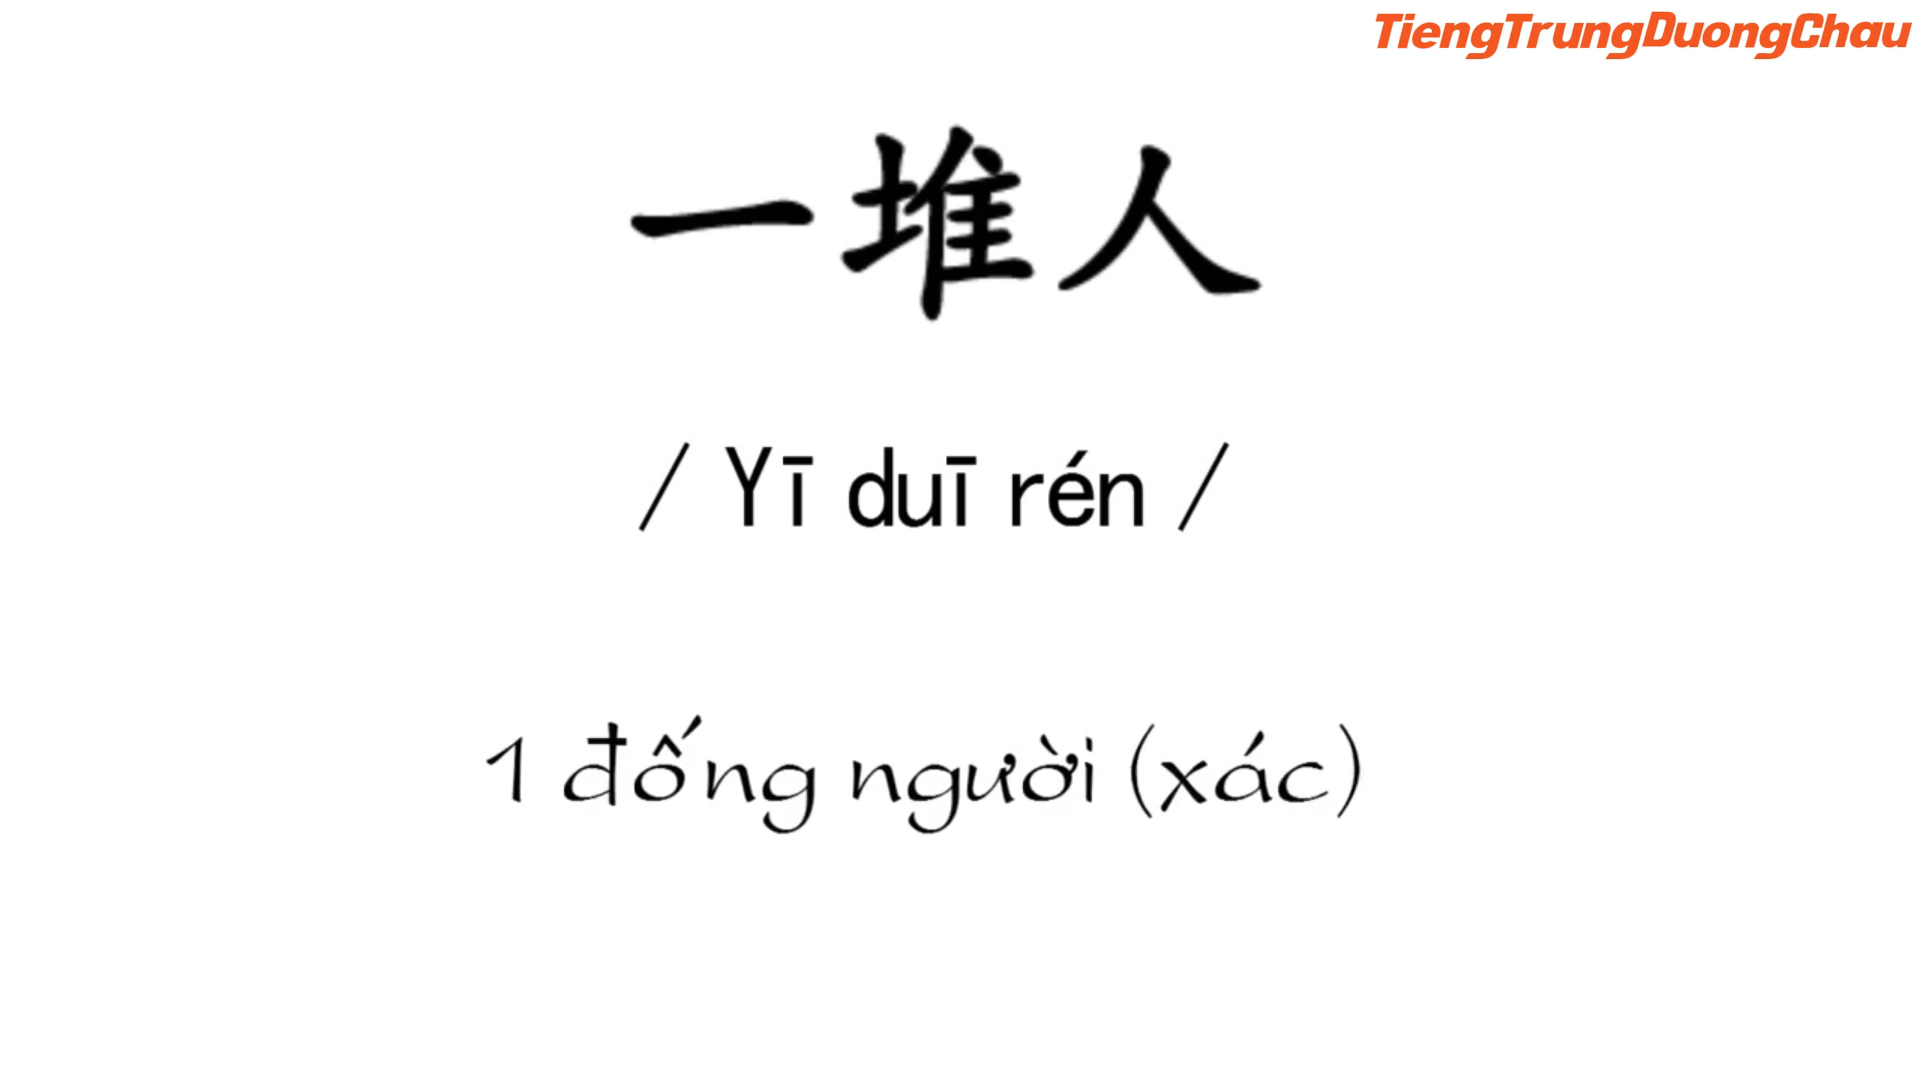 TiengTrungDuongChau
一堆人
/ Yī duī rén /
1 đống người (xác)